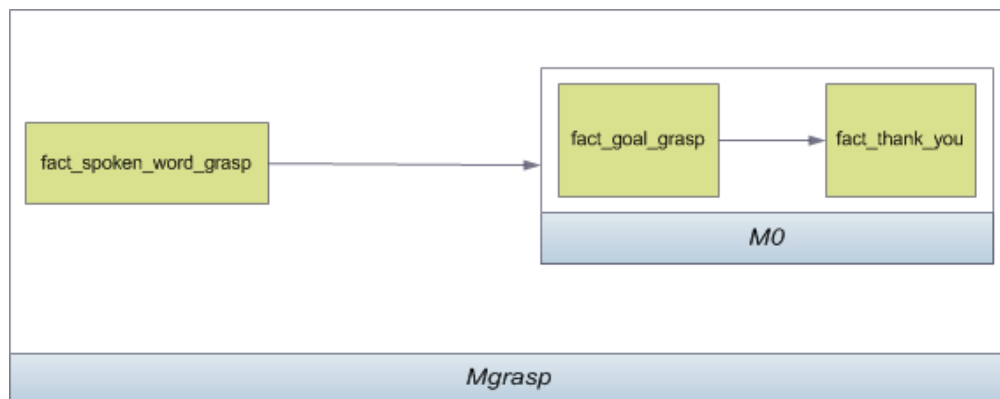 fact_spoken_word_grasp
fact_goal_grasp
fact_thank_you
M0
Mgrasp